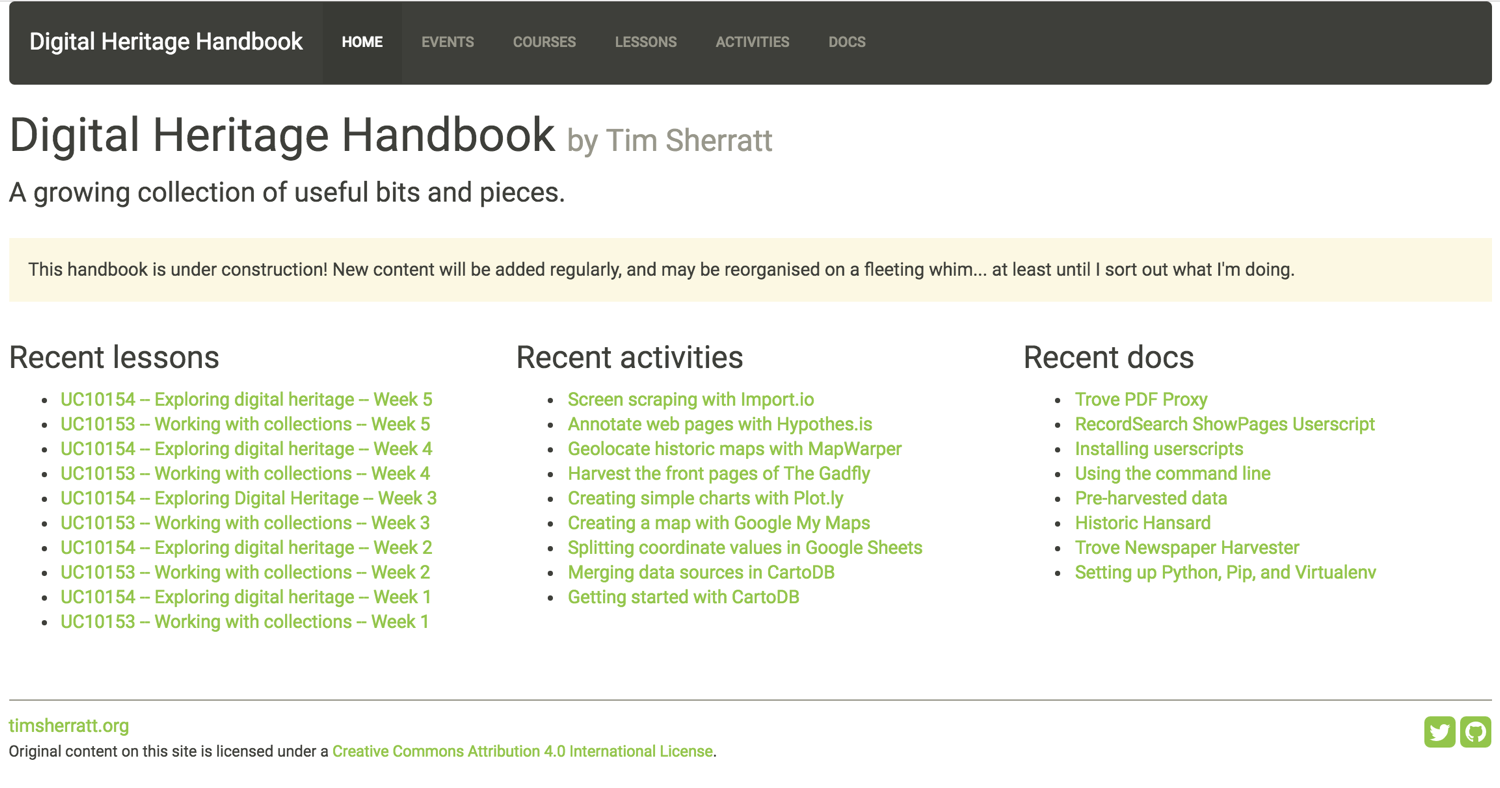 Digital Heritage Handbook HOME EVENTS COURSES LESSONS ACTIVITIES DOCS
Digital Heritage Handbook by Tim Sherratt
A growing collection of useful bits and pieces.
This handbook is under construction! New content will be added regularly, and may be reorganised on a fleeting whim... at least until I sort out what I'm doing.
Recent lessons
UC10154 – Exploring digital heritage – Week 5
UC10153 – Working with collections – Week 5
UC10154 – Exploring digital heritage – Week 4
UC10153 – Working with collections – Week 4
UC10154 – Exploring Digital Heritage – Week 3
UC10153 – Working with collections – Week 3
UC10154 – Exploring digital heritage – Week 2
UC10153 – Working with collections – Week 2
UC10154 – Exploring digital heritage – Week 1
UC10153 – Working with collections – Week 1
Recent activities
Screen scraping with Import.io
Annotate web pages with Hypothes.is
Geolocate historic maps with MapWarper
Harvest the front pages of The Gadfly
Creating simple charts with Plot.ly
Creating a map with Google My Maps
Splitting coordinate values in Google Sheets
Merging data sources in CartoDB
Getting started with CartoDB
Recent docs
Trove PDF Proxy
RecordSearch ShowPages Userscript
Installing userscripts
Using the command line
Pre-harvested data
Historic Hansard
Trove Newspaper Harvester
Setting up Python, Pip, and Virtualenv
timsherratt.org
Original content on this site is licensed under a Creative Commons Attribution 4.0 International License.